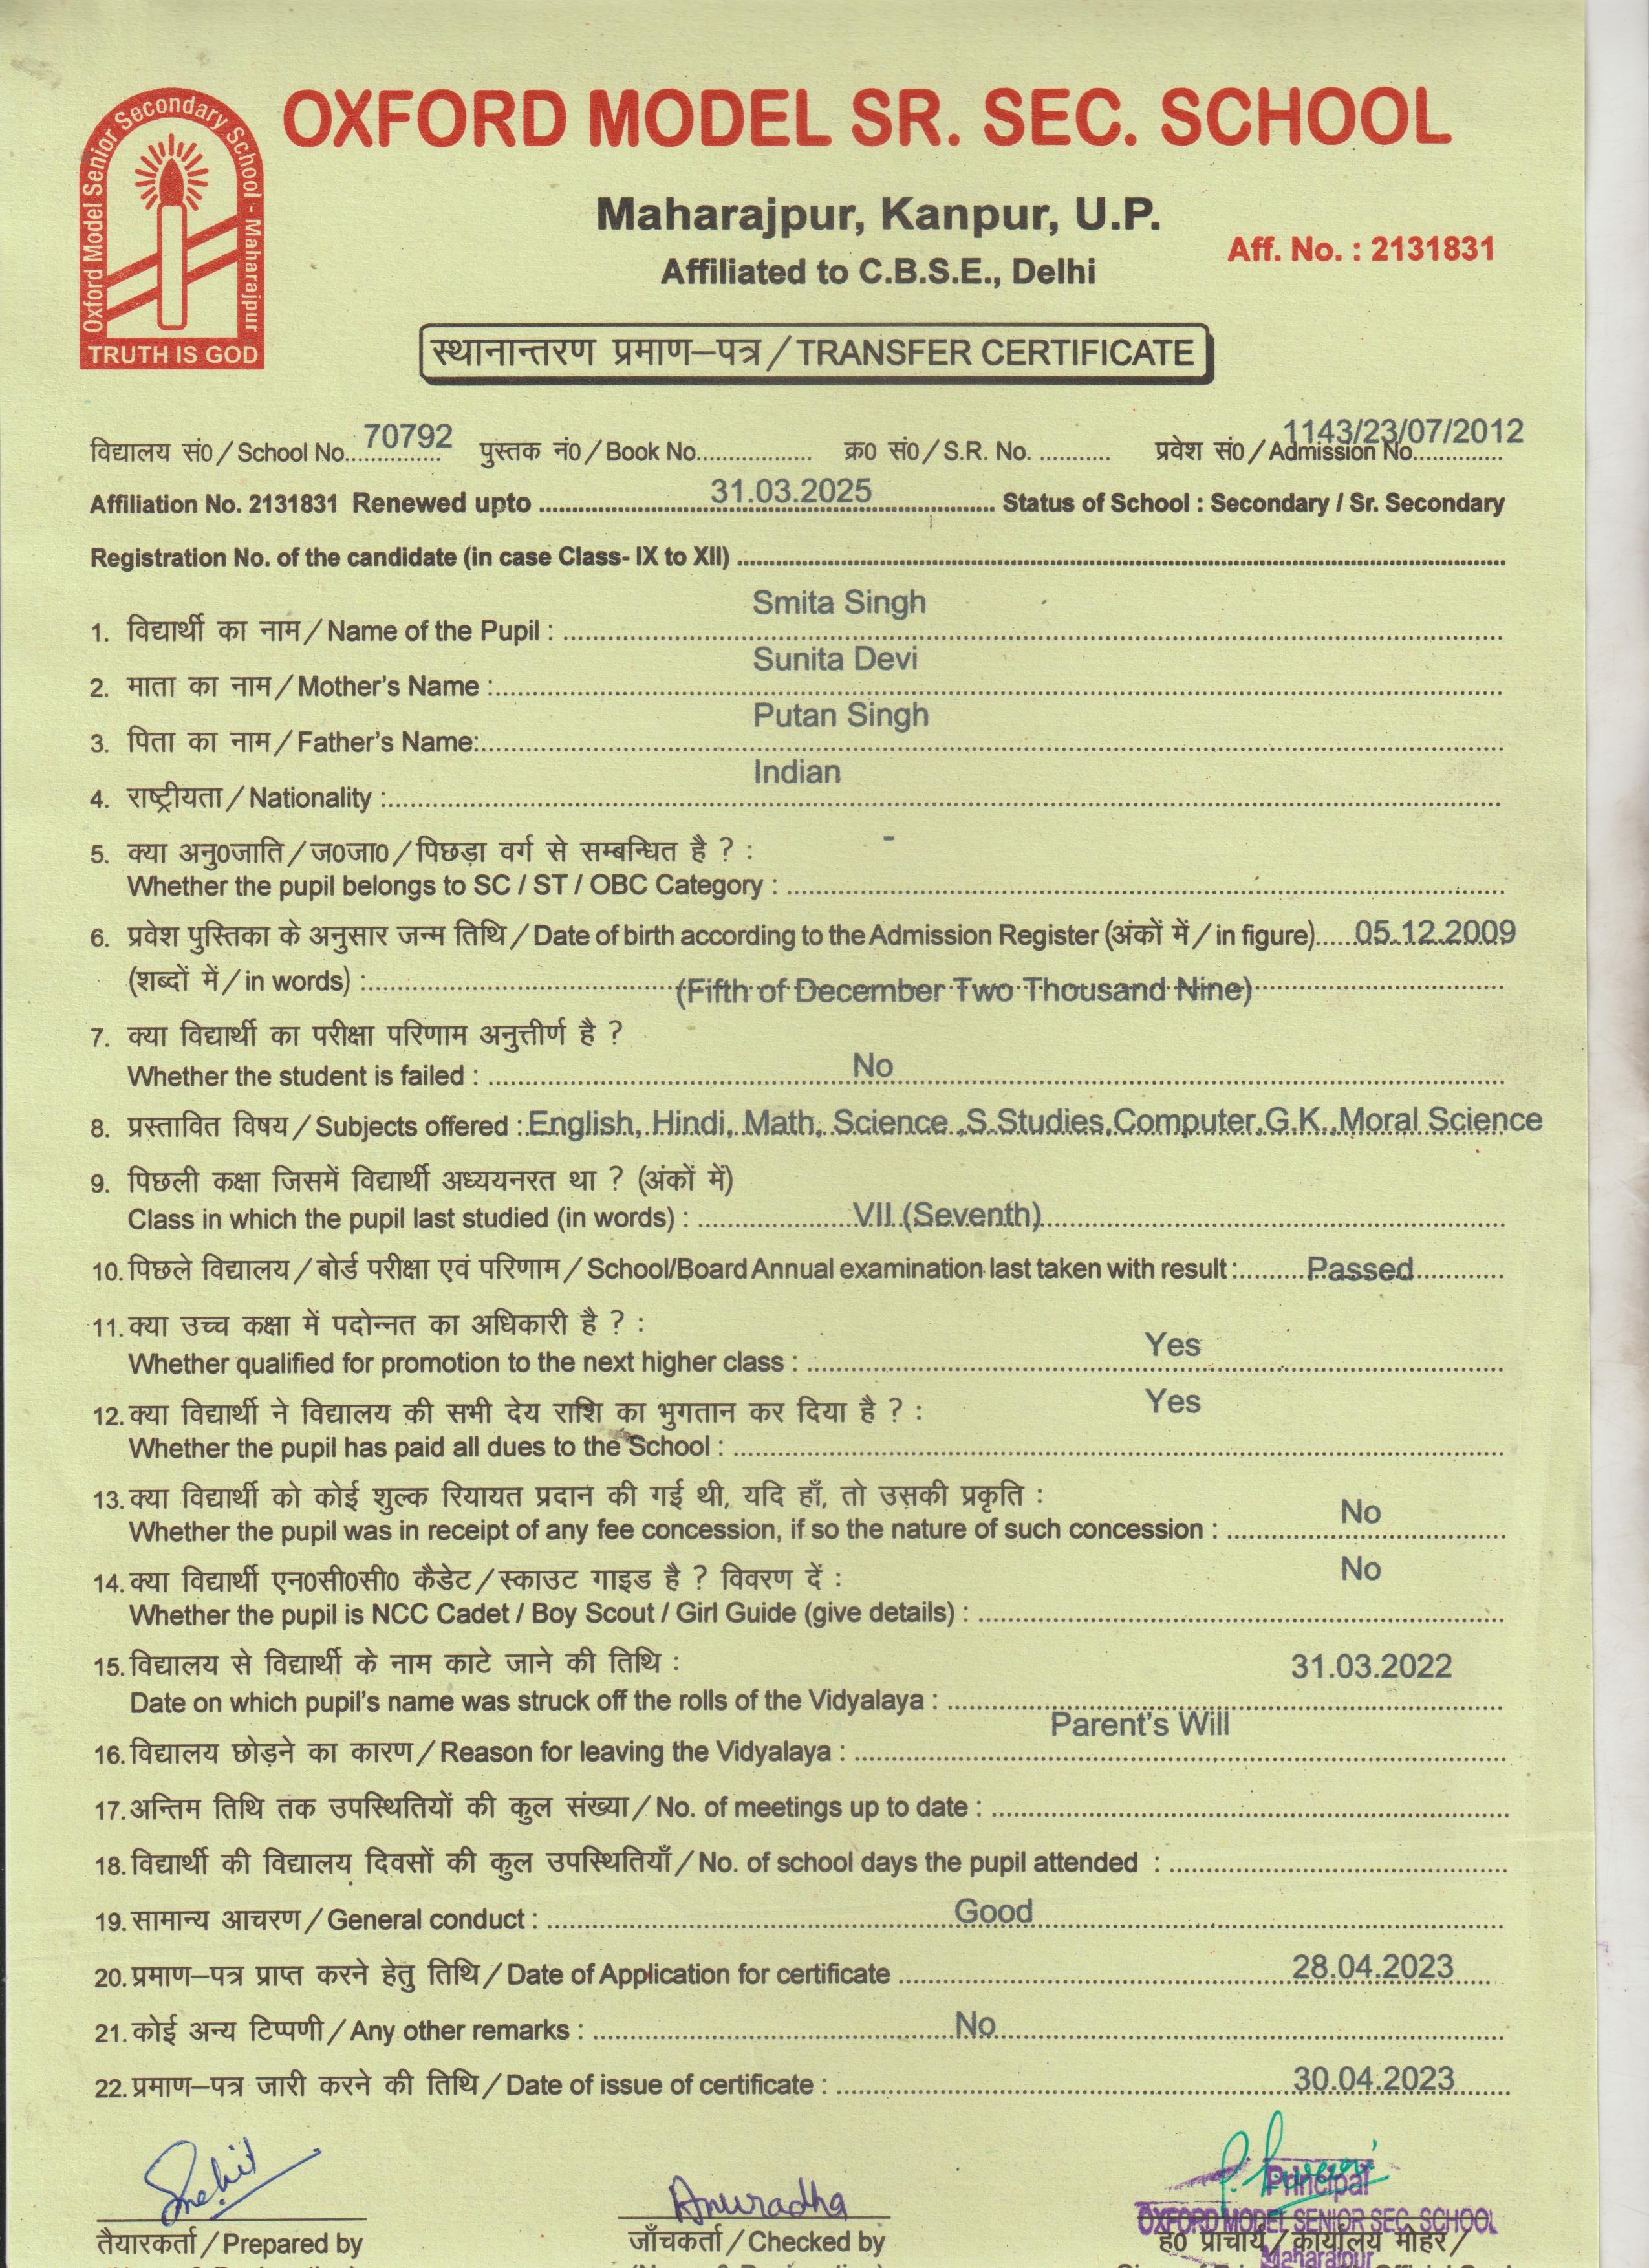 Oxford Model Senior Secondary School - Maharajpur
TRUTH IS GOD
OXFORD MODEL SR. SEC. SCHOOL
Maharajpur, Kanpur, U.P.
Affiliated to C.B.S.E., Delhi
Aff. No. : 2131831
स्थानान्तरण प्रमाण–पत्र / TRANSFER CERTIFICATE
विद्यालय सं0 / School No. 70792 पुस्तक नं0 / Book No. क्र0 सं0 / S.R. No. प्रवेश सं0 / Admission No. 1143/23/07/2012
Affiliation No. 2131831 Renewed upto 31.03.2025 Status of School : Secondary / Sr. Secondary
Registration No. of the candidate (in case Class- IX to XII)
1. विद्यार्थी का नाम / Name of the Pupil : Smita Singh
2. माता का नाम / Mother's Name : Sunita Devi
3. पिता का नाम / Father's Name: Putan Singh
4. राष्ट्रीयता / Nationality : Indian
5. क्या अनु0जाति / ज0जा0 / पिछड़ा वर्ग से सम्बन्धित है ? : -
Whether the pupil belongs to SC / ST / OBC Category :
6. प्रवेश पुस्तिका के अनुसार जन्म तिथि / Date of birth according to the Admission Register (अंकों में / in figure) 05.12.2009
(शब्दों में / in words) : (Fifth of December Two Thousand Nine)
7. क्या विद्यार्थी का परीक्षा परिणाम अनुत्तीर्ण है ?
Whether the student is failed : No
8. प्रस्तावित विषय / Subjects offered : English, Hindi, Math, Science ,S.Studies,Computer,G.K.,Moral Science
9. पिछली कक्षा जिसमें विद्यार्थी अध्ययनरत था ? (अंकों में)
Class in which the pupil last studied (in words) : VII (Seventh)
10. पिछले विद्यालय / बोर्ड परीक्षा एवं परिणाम / School/Board Annual examination last taken with result : Passed
11. क्या उच्च कक्षा में पदोन्नत का अधिकारी है ? :
Whether qualified for promotion to the next higher class : Yes
12. क्या विद्यार्थी ने विद्यालय की सभी देय राशि का भुगतान कर दिया है ? : Yes
Whether the pupil has paid all dues to the School :
13. क्या विद्यार्थी को कोई शुल्क रियायत प्रदान की गई थी, यदि हाँ, तो उसकी प्रकृति :
Whether the pupil was in receipt of any fee concession, if so the nature of such concession : No
14. क्या विद्यार्थी एन0सी0सी0 कैडेट / स्काउट गाइड है ? विवरण दें : No
Whether the pupil is NCC Cadet / Boy Scout / Girl Guide (give details) :
15. विद्यालय से विद्यार्थी के नाम काटे जाने की तिथि : 31.03.2022
Date on which pupil's name was struck off the rolls of the Vidyalaya :
16. विद्यालय छोड़ने का कारण / Reason for leaving the Vidyalaya : Parent's Will
17. अन्तिम तिथि तक उपस्थितियों की कुल संख्या / No. of meetings up to date :
18. विद्यार्थी की विद्यालय दिवसों की कुल उपस्थितियाँ / No. of school days the pupil attended :
19. सामान्य आचरण / General conduct : Good
20. प्रमाण–पत्र प्राप्त करने हेतु तिथि / Date of Application for certificate 28.04.2023
21. कोई अन्य टिप्पणी / Any other remarks : No
22. प्रमाण–पत्र जारी करने की तिथि / Date of issue of certificate : 30.04.2023
Anuradha
Principal
OXFORD MODEL SENIOR SEC. SCHOOL
Maharajpur
तैयारकर्ता / Prepared by जाँचकर्ता / Checked by ह0 प्राचार्य / कार्यालय मोहर /